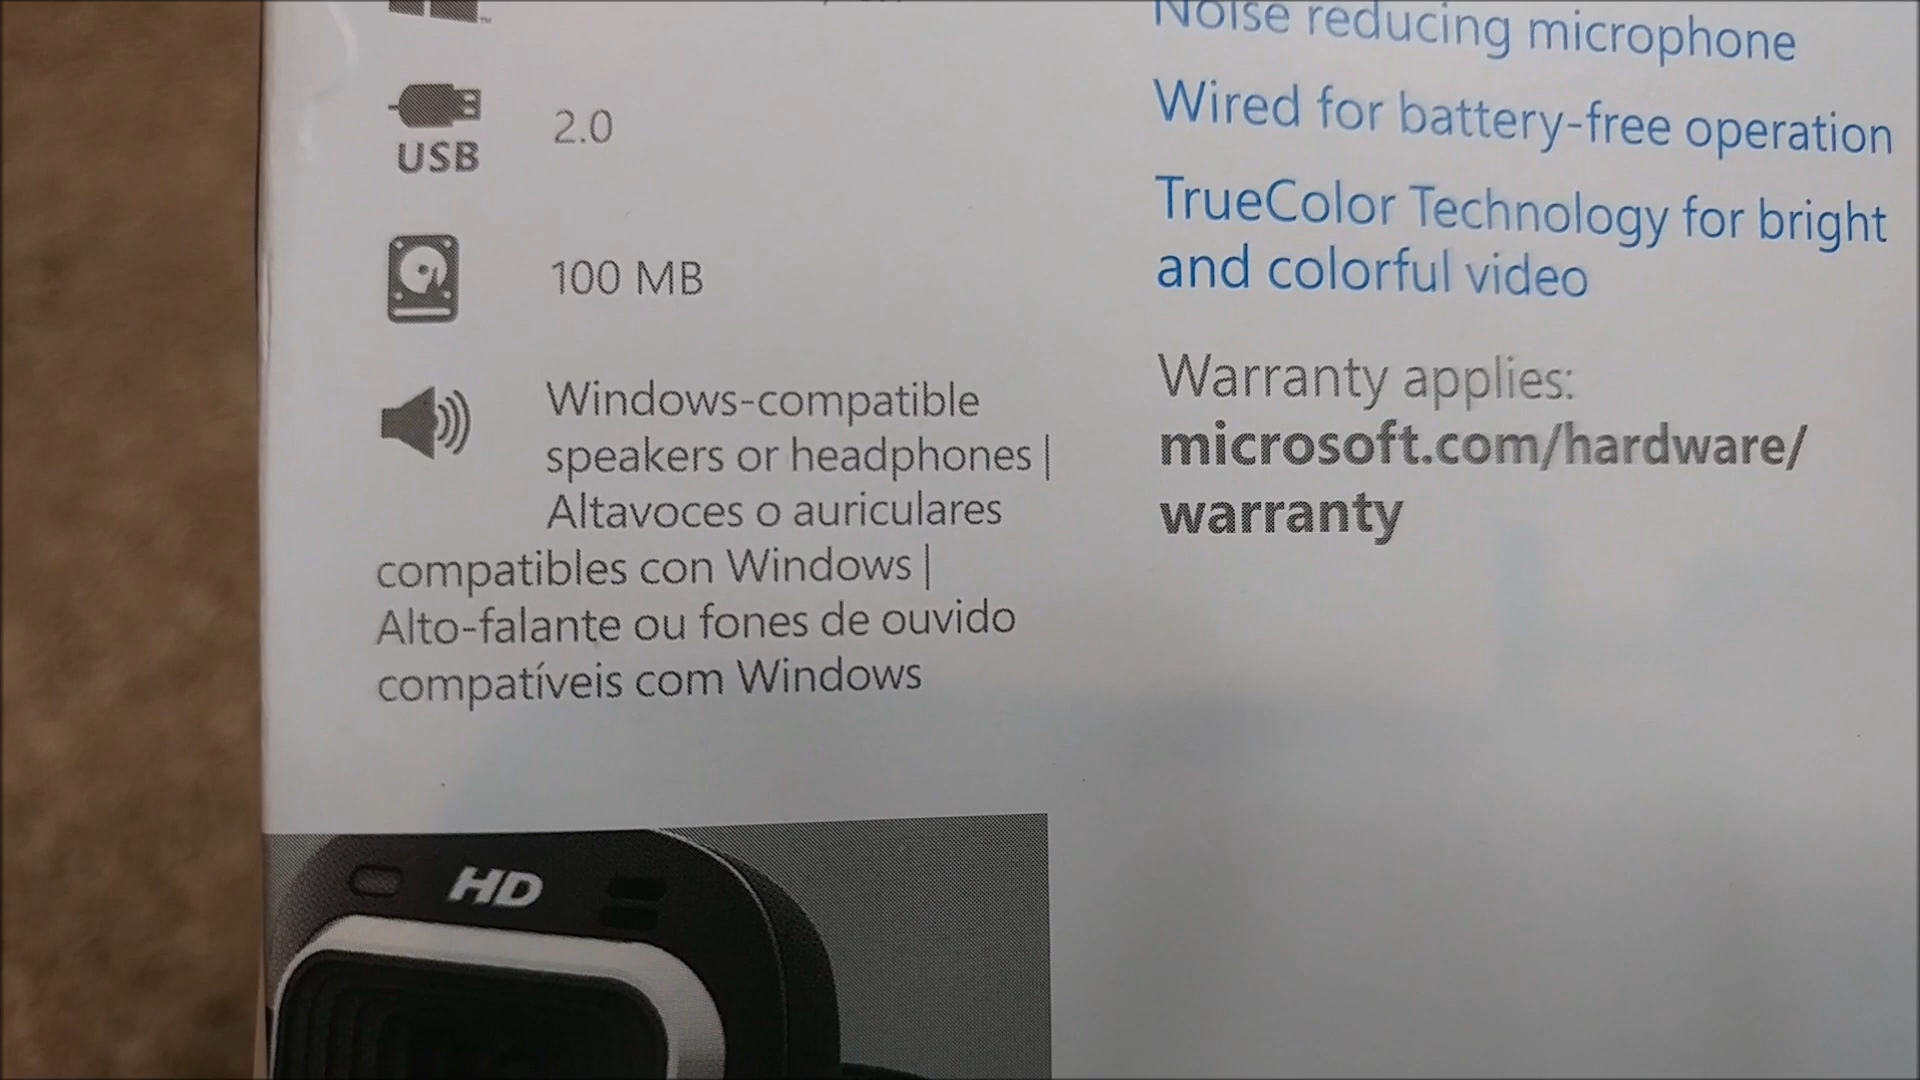 USB
2.0
100 MB
Windows-compatible
speakers or headphones |
Altavoces o auriculares
compatibles con Windows |
Alto-falante ou fones de ouvido
compatíveis com Windows
Noise reducing microphone
Wired for battery-free operation
TrueColor Technology for bright
and colorful video
Warranty applies:
microsoft.com/hardware/
warranty
HD